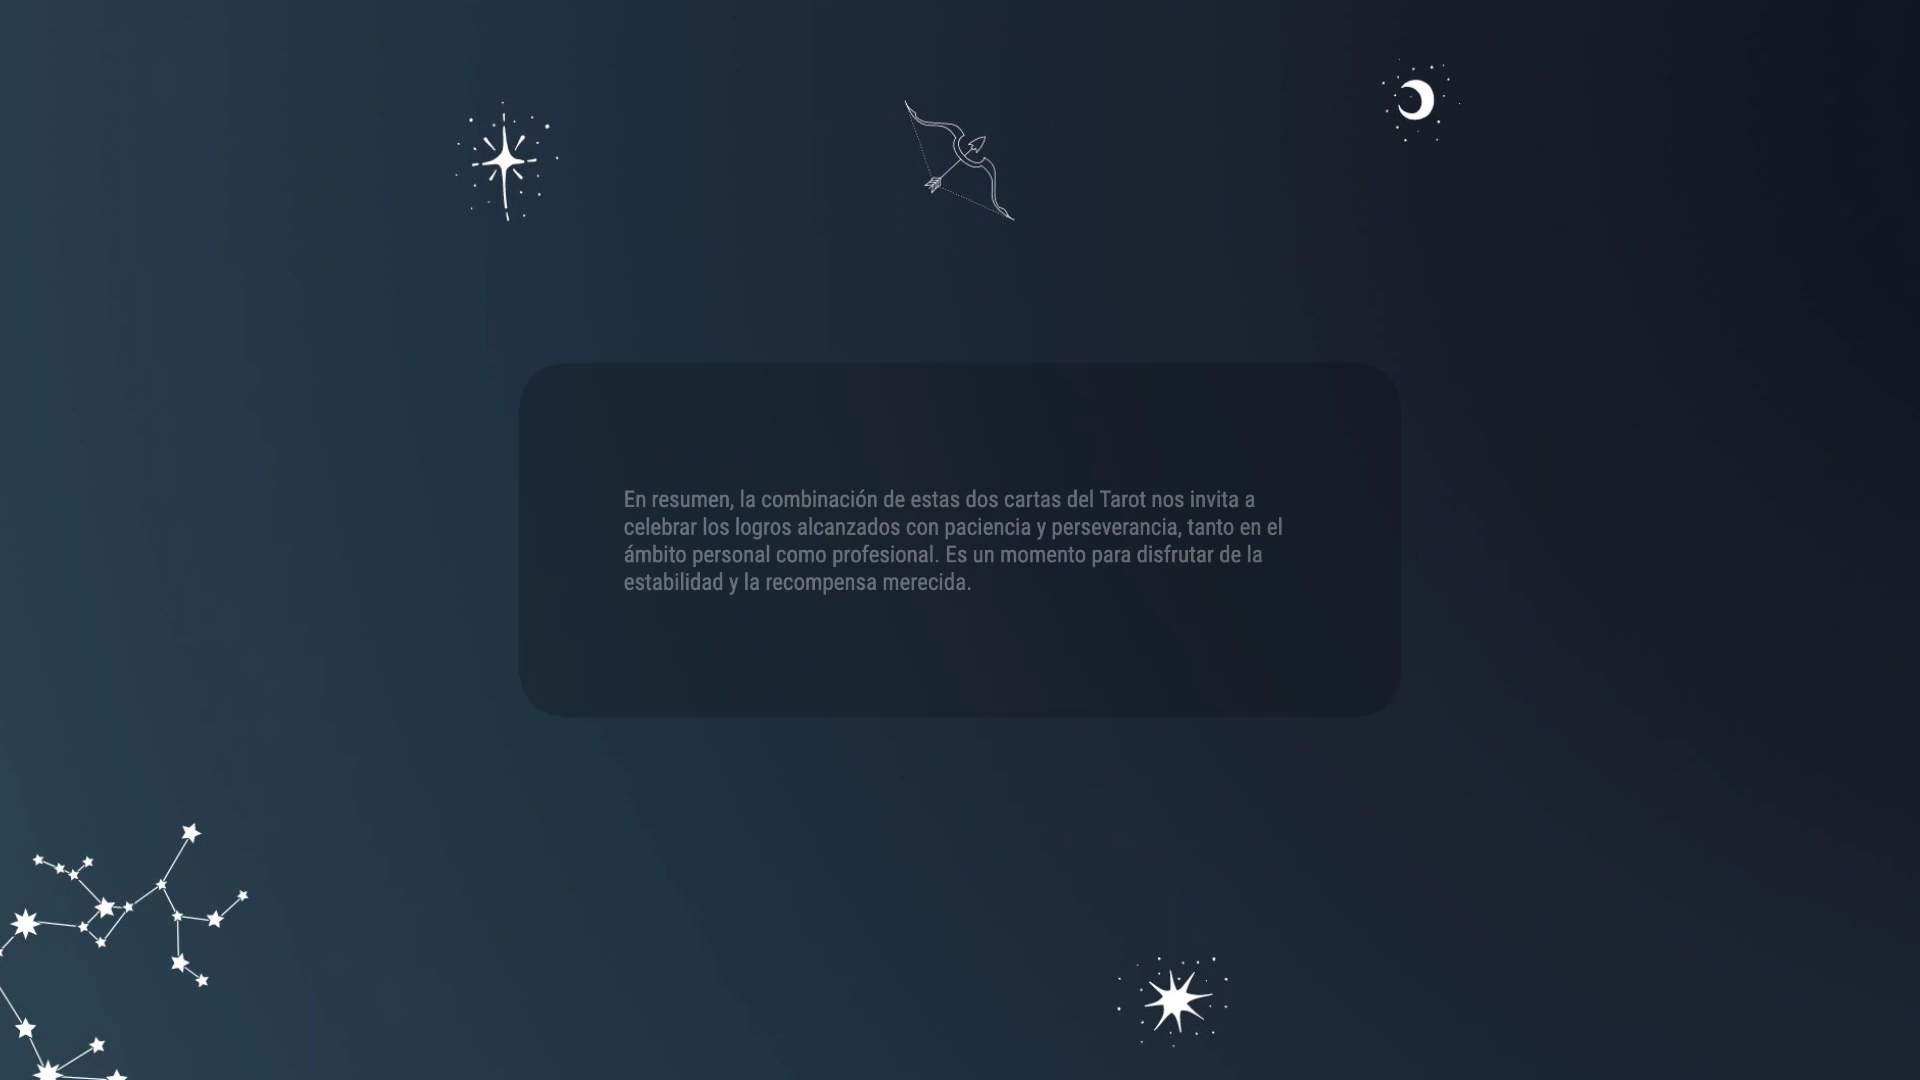 En resumen, la combinación de estas dos cartas del Tarot nos invita a
celebrar los logros alcanzados con paciencia y perseverancia, tanto en el
ámbito personal como profesional. Es un momento para disfrutar de la
estabilidad y la recompensa merecida.